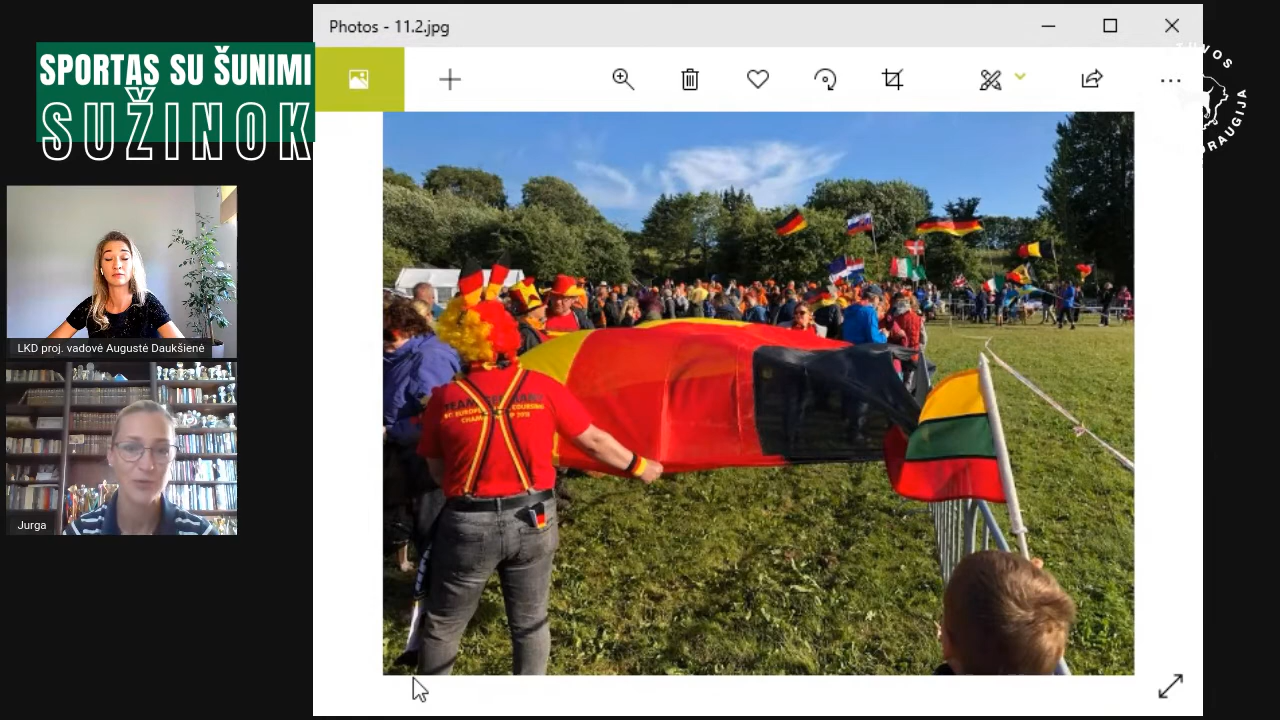 Photos - 11.2.jpg
SPORTAS SU ŠUNIMI
SUŽINOK
LKD proj. vadovė Augustė Daukšienė
Jurga